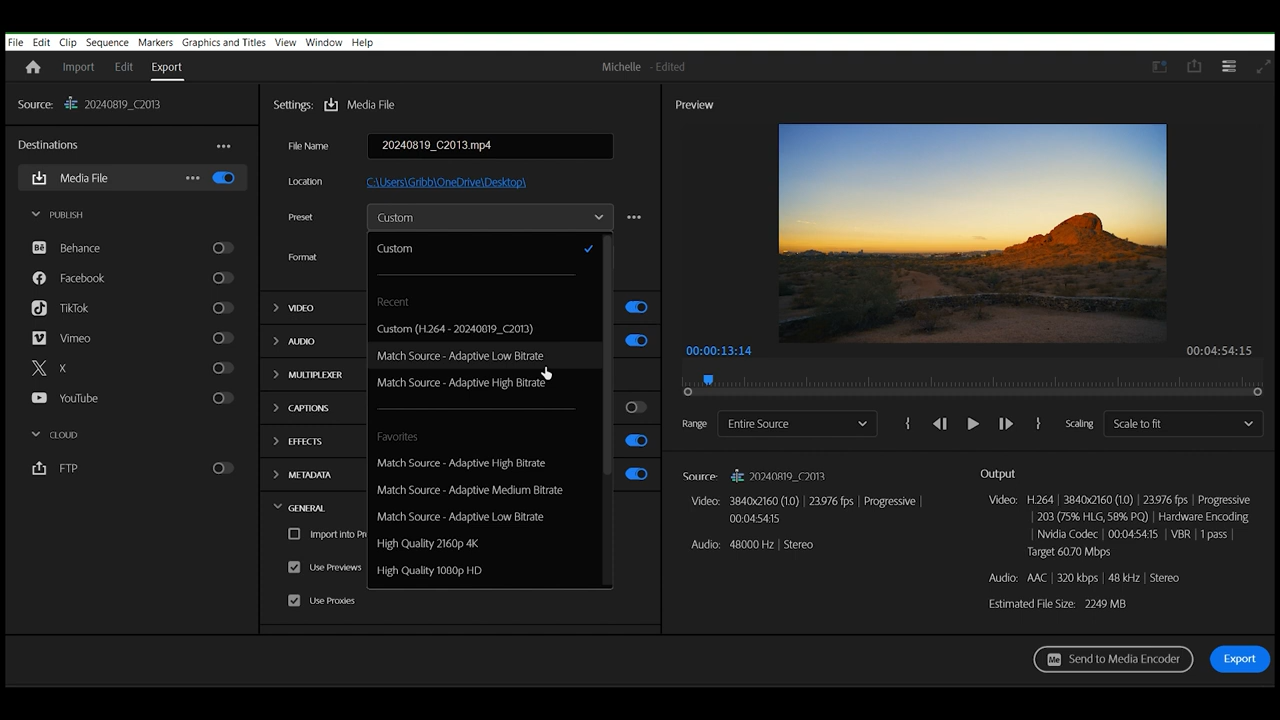 File Edit Clip Sequence Markers Graphics and Titles View Window Help
Import Edit Export
Michelle - Edited
Source: 20240819_C2013
Destinations
Media File
PUBLISH
Behance
Facebook
TikTok
Vimeo
X
YouTube
CLOUD
FTP
Settings: Media File
File Name 20240819_C2013.mp4
Location C:\Users\Gribb\OneDrive\Desktop\
Preset Custom
Format
Custom
Recent
Custom (H.264 - 20240819_C2013)
Match Source - Adaptive Low Bitrate
Match Source - Adaptive High Bitrate
Favorites
Match Source - Adaptive High Bitrate
Match Source - Adaptive Medium Bitrate
Match Source - Adaptive Low Bitrate
High Quality 2160p 4K
High Quality 1080p HD
VIDEO
AUDIO
MULTIPLEXER
CAPTIONS
EFFECTS
METADATA
GENERAL
Import into Pr
Use Previews
Use Proxies
Preview
00:00:13:14 00:04:54:15
Range Entire Source Scaling Scale to fit
Source: 20240819_C2013
Video: 3840x2160 (1.0) | 23.976 fps | Progressive |
00:04:54:15
Audio: 48000 Hz | Stereo
Output
Video: H.264 | 3840x2160 (1.0) | 23.976 fps | Progressive
| 203 (75% HLG, 58% PQ) | Hardware Encoding
| Nvidia Codec | 00:04:54:15 | VBR | 1 pass |
Target 60.70 Mbps
Audio: AAC | 320 kbps | 48 kHz | Stereo
Estimated File Size: 2249 MB
Me Send to Media Encoder Export